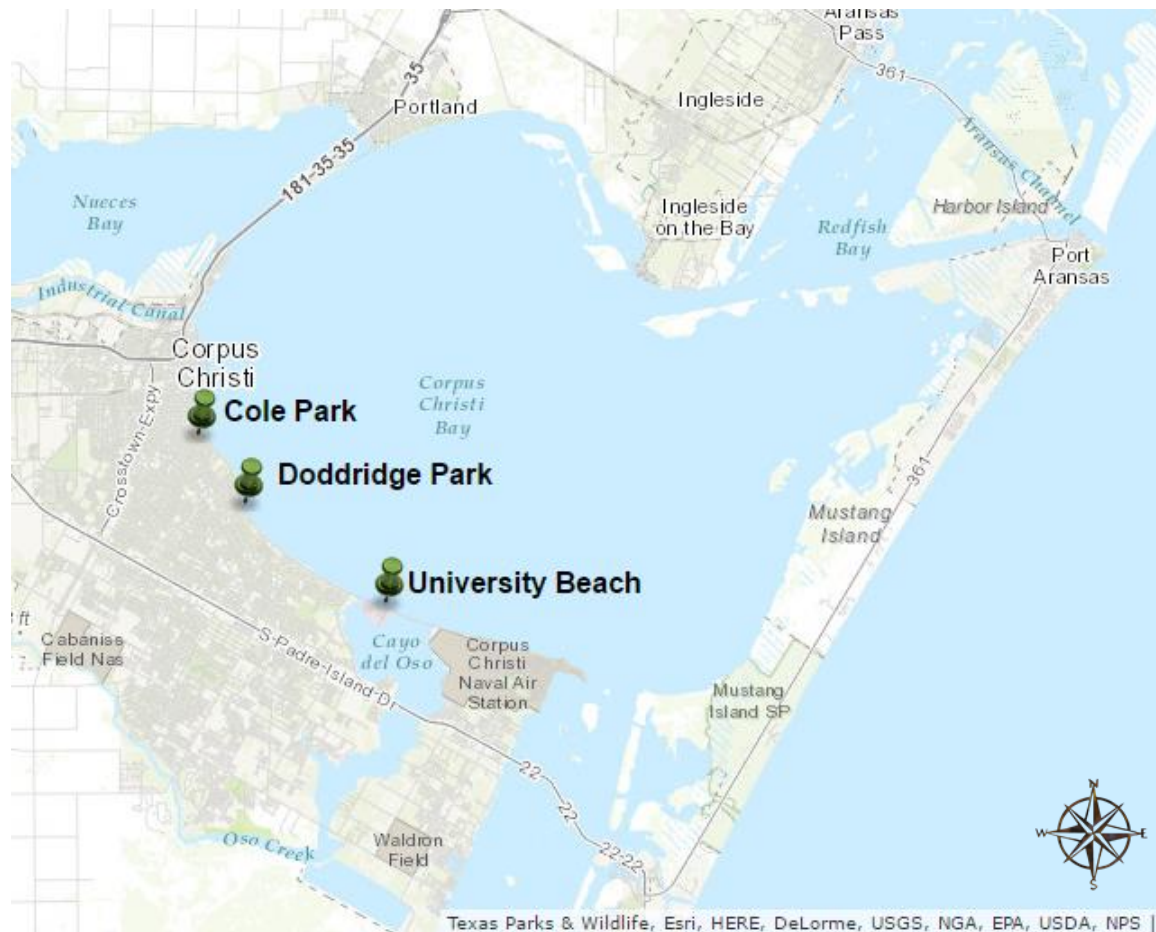 Aransas
Pass
361
35
Portland
Ingleside
181-35-35
Aransas Channel
Nueces
Bay
Ingleside
on the Bay
Harbor Island
Redfish
Bay
Port
Aransas
Industrial Canal
Corpus
Christi
Corpus
Christi
Bay
Cole Park
Crosstown-Expy
Doddridge Park
361
Mustang
Island
University Beach
ft
Cabaniss
Field Nas
S-Padre-Island-Dr
Cayo
del Oso
Corpus
Christi
Naval Air
Station
Mustang
Island SP
22
22
22-22
Oso Creek
Waldron
Field
N
W
E
S
Texas Parks & Wildlife, Esri, HERE, DeLorme, USGS, NGA, EPA, USDA, NPS |